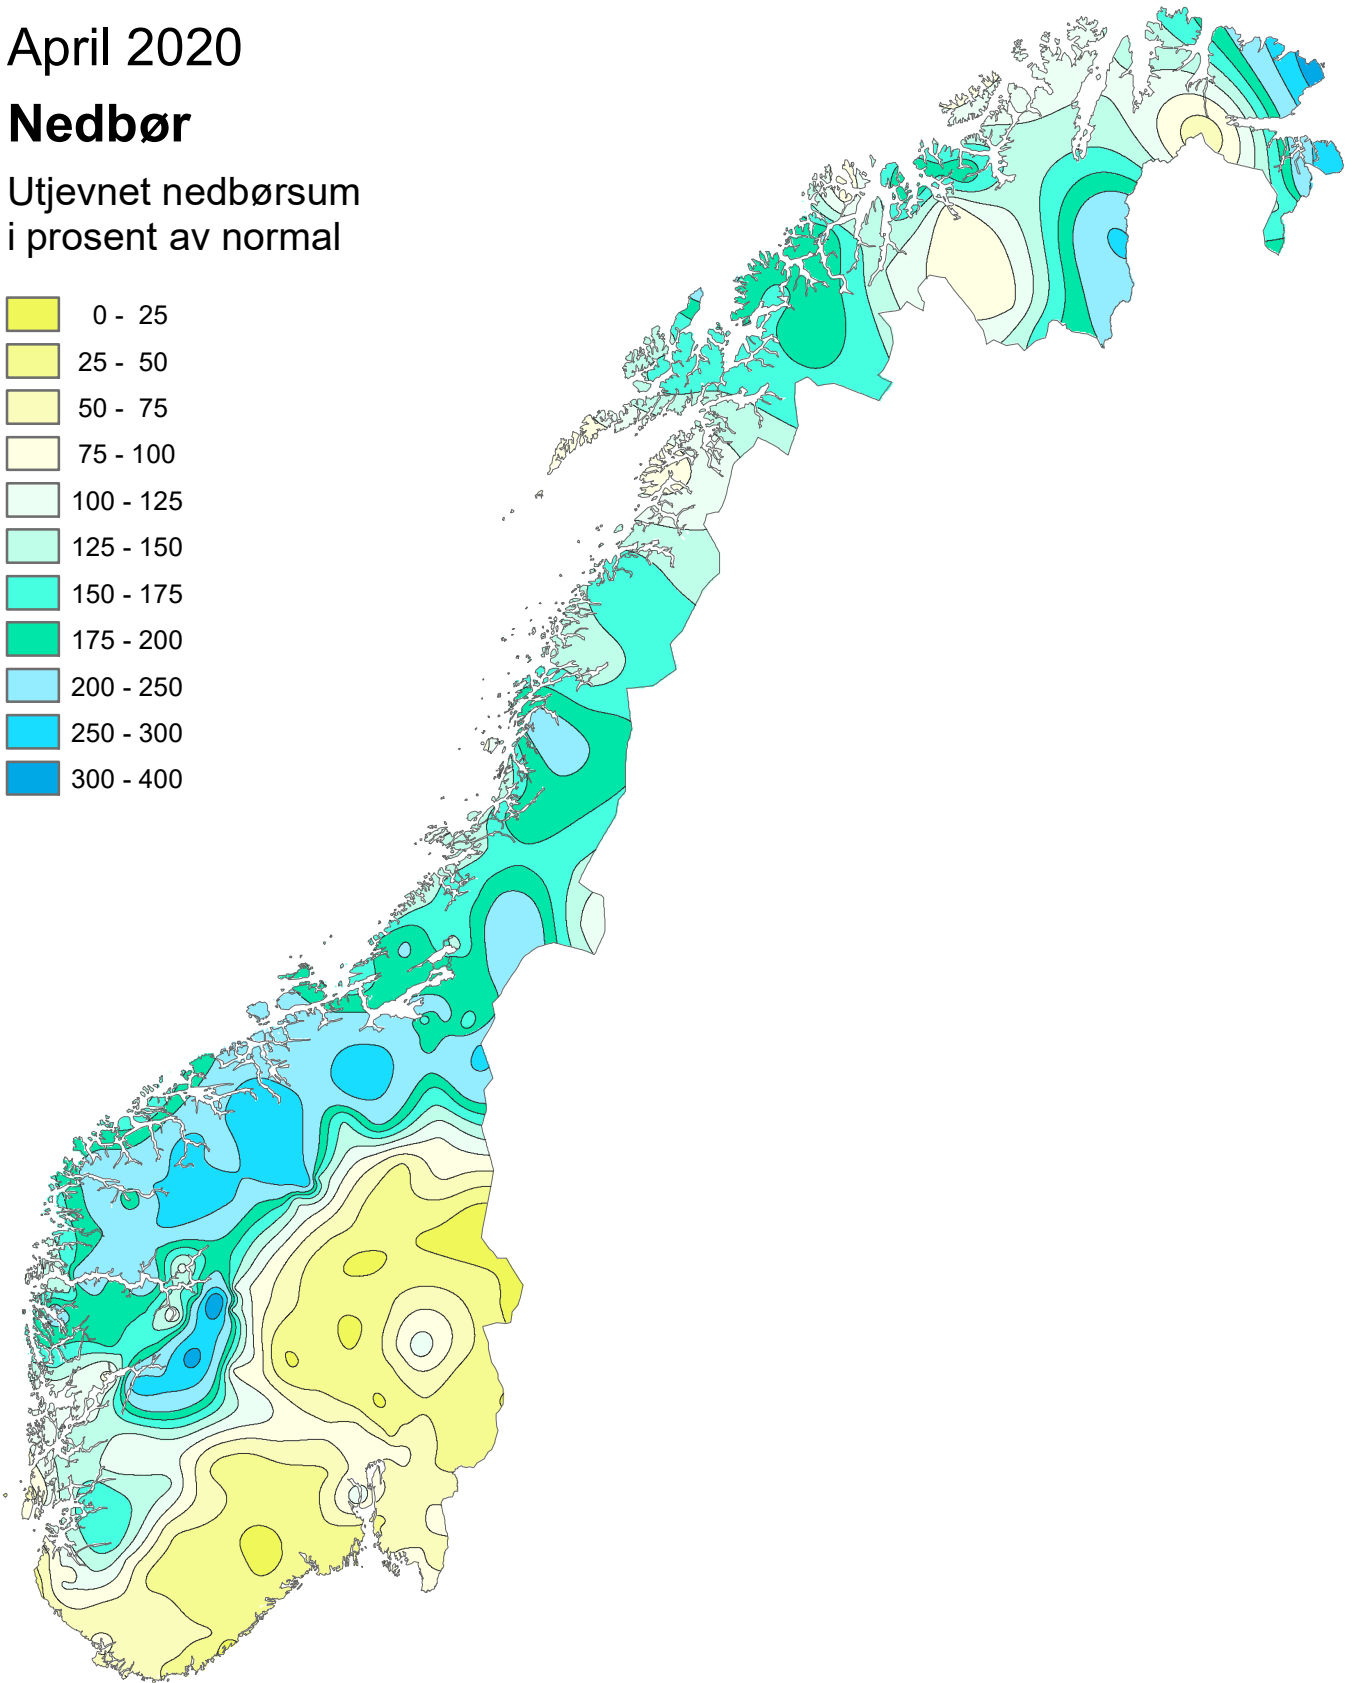 April 2020
Nedbør
Utjevnet nedbørsum
i prosent av normal
0 - 25
25 - 50
50 - 75
75 - 100
100 - 125
125 - 150
150 - 175
175 - 200
200 - 250
250 - 300
300 - 400